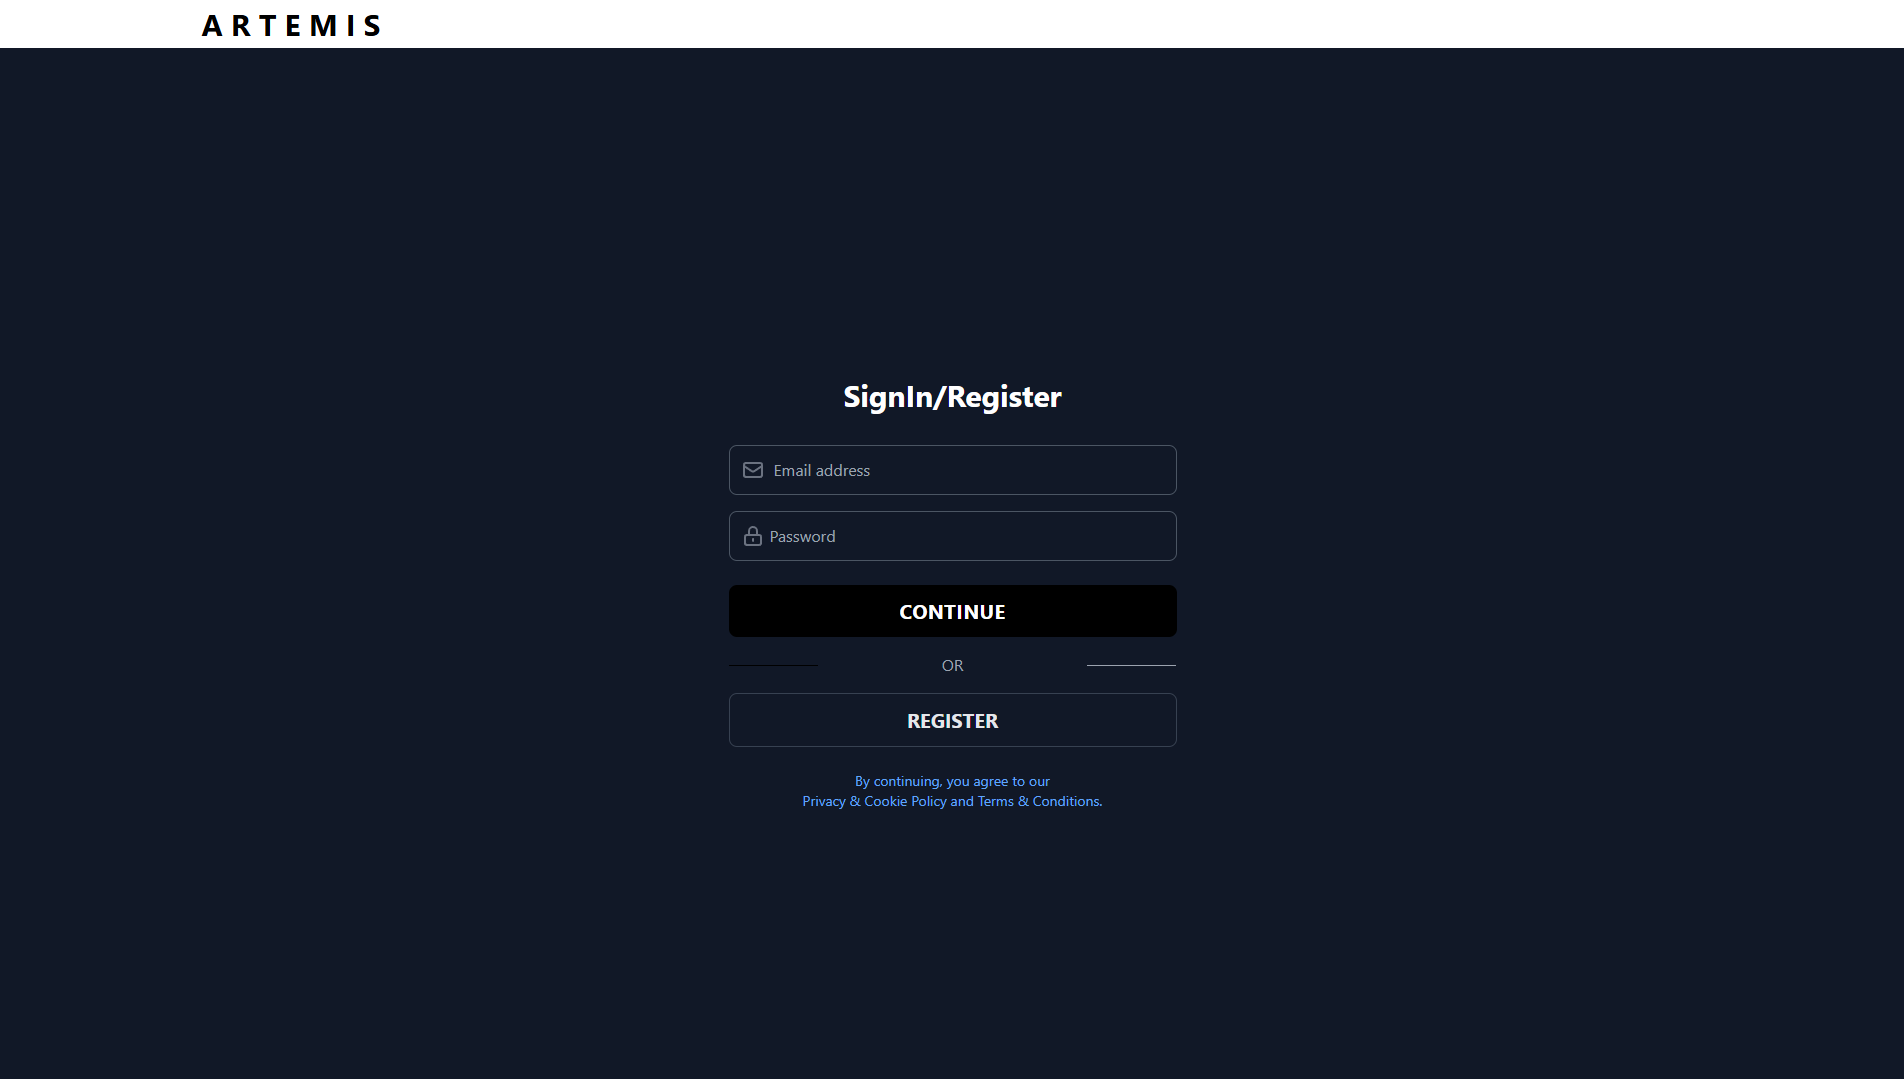 ARTEMIS
SignIn/Register
Email address
Password
CONTINUE
OR
REGISTER
By continuing, you agree to our
Privacy & Cookie Policy and Terms & Conditions.